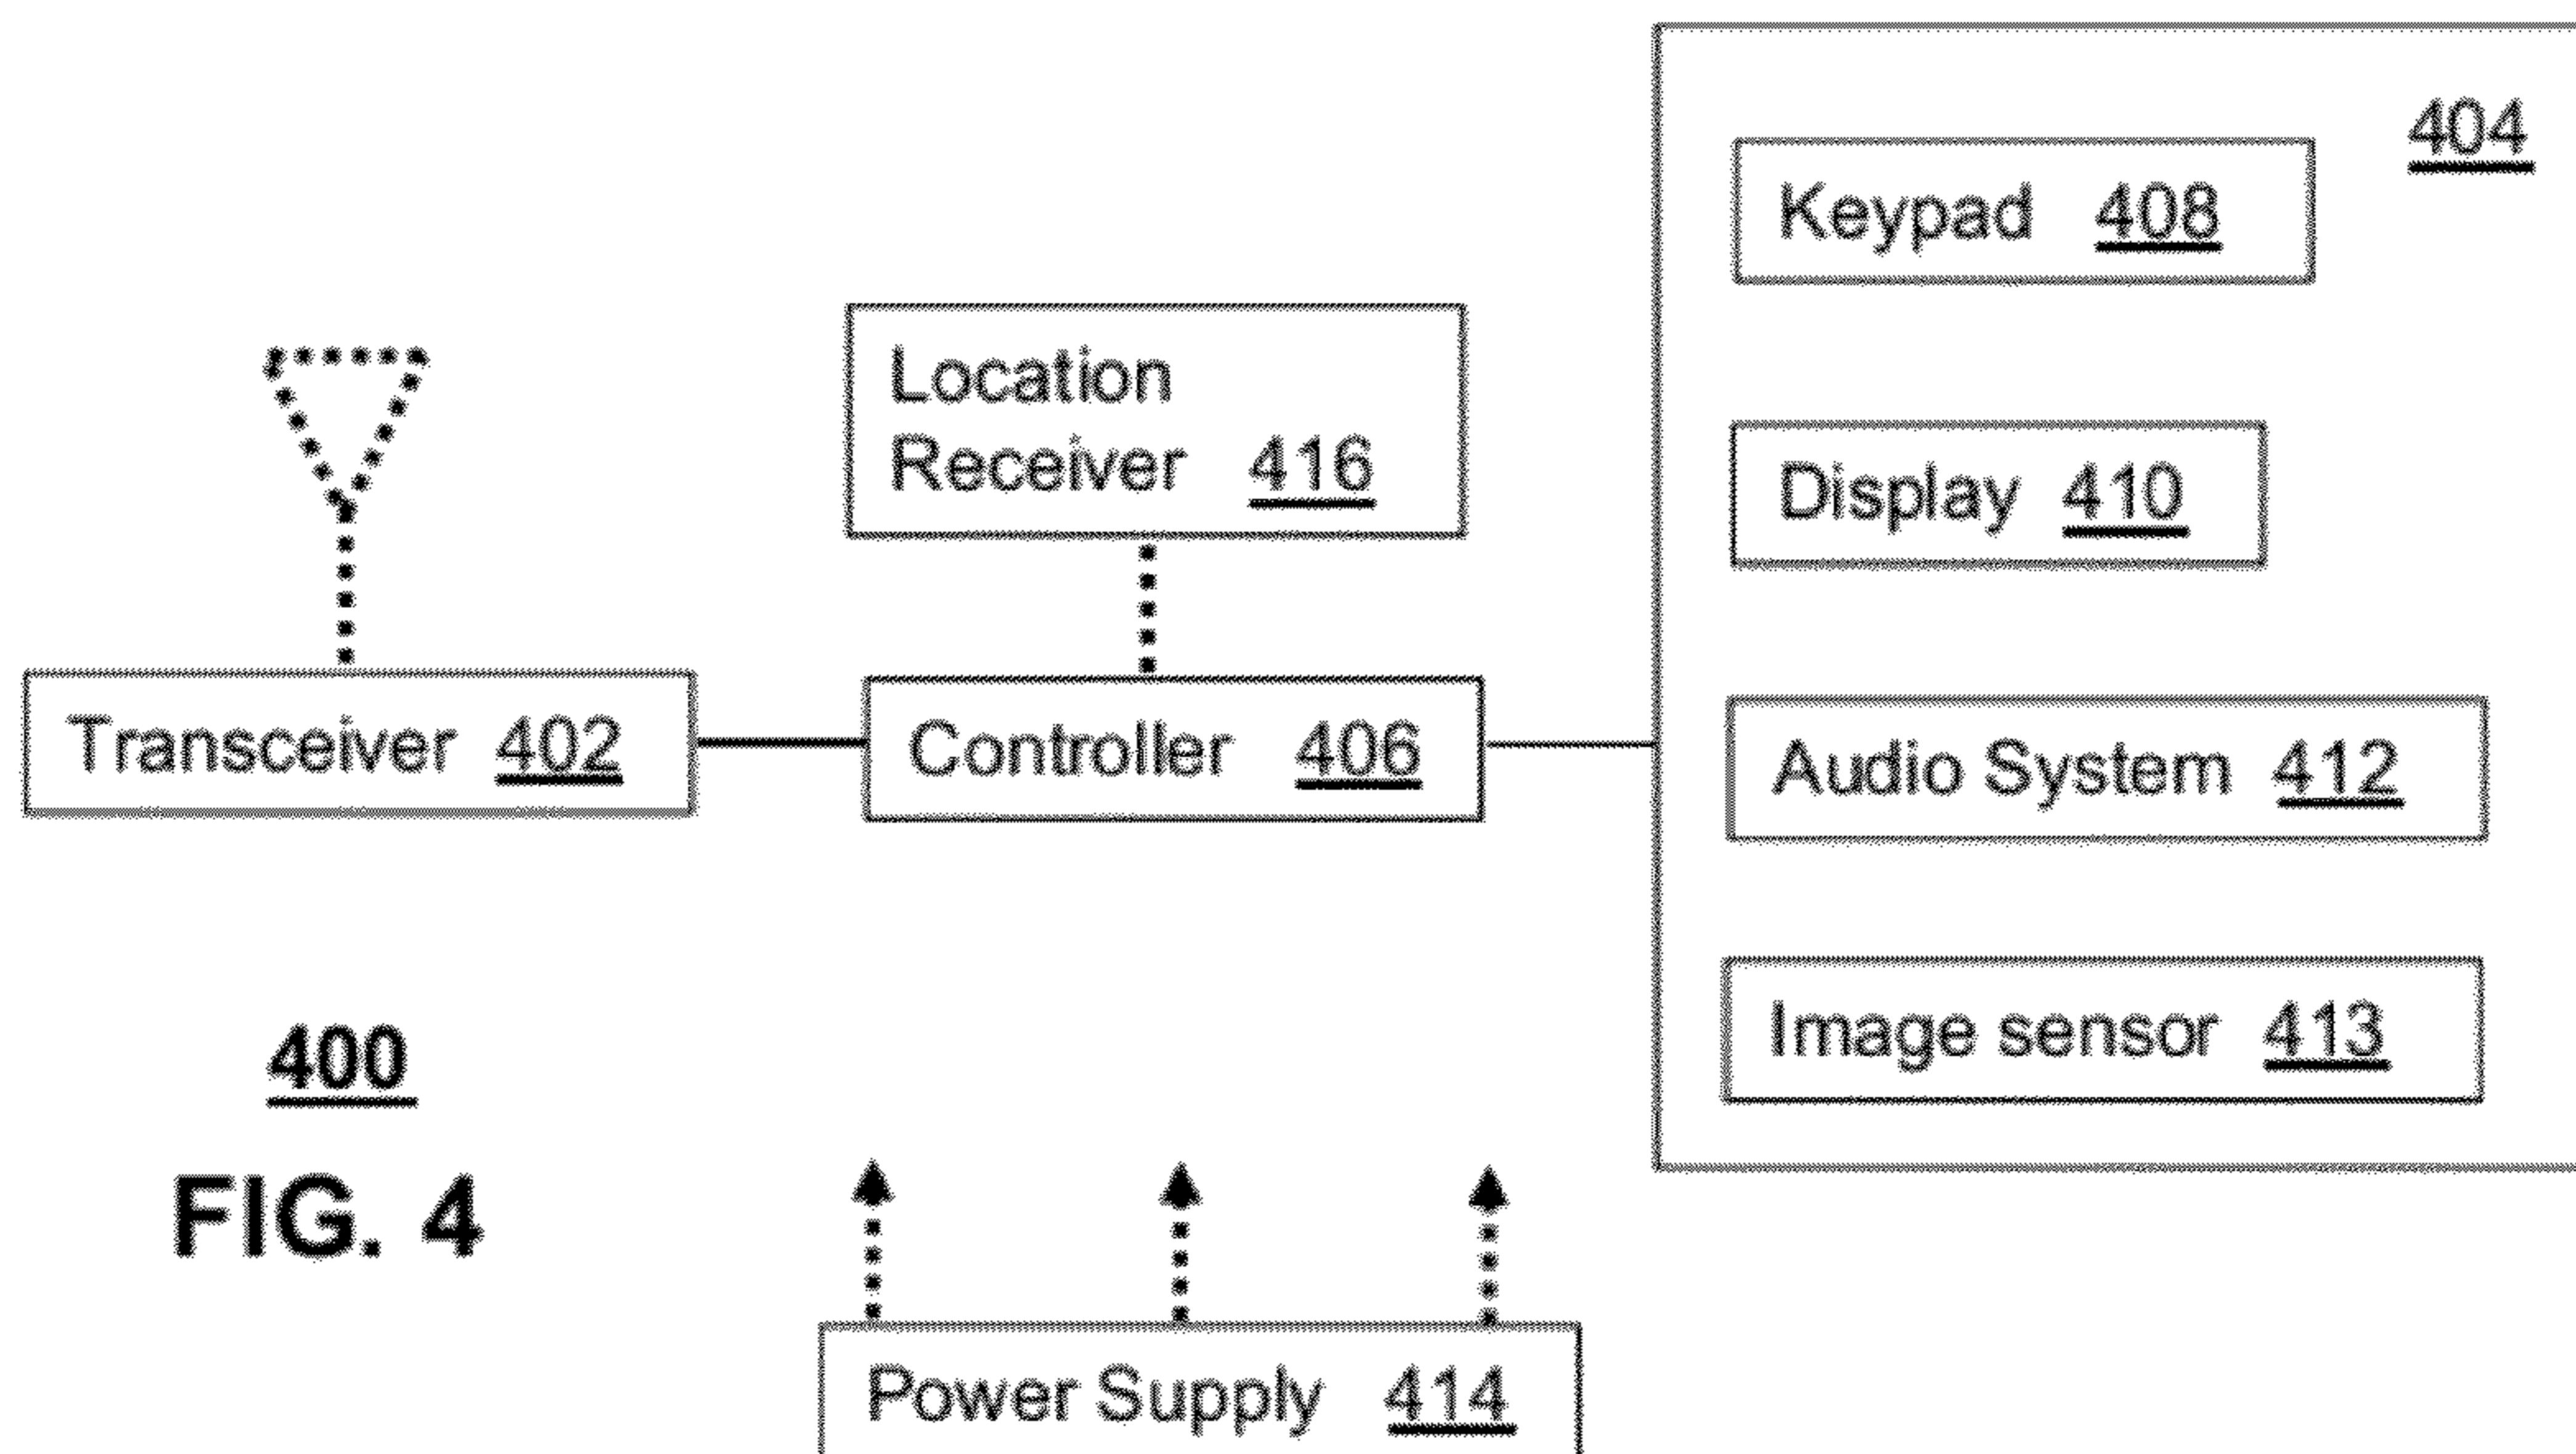 404
Keypad 408
Location
Receiver 416
Display 410
Transceiver 402
Controller 406
Audio System 412
Image sensor 413
400
FIG. 4
Power Supply 414